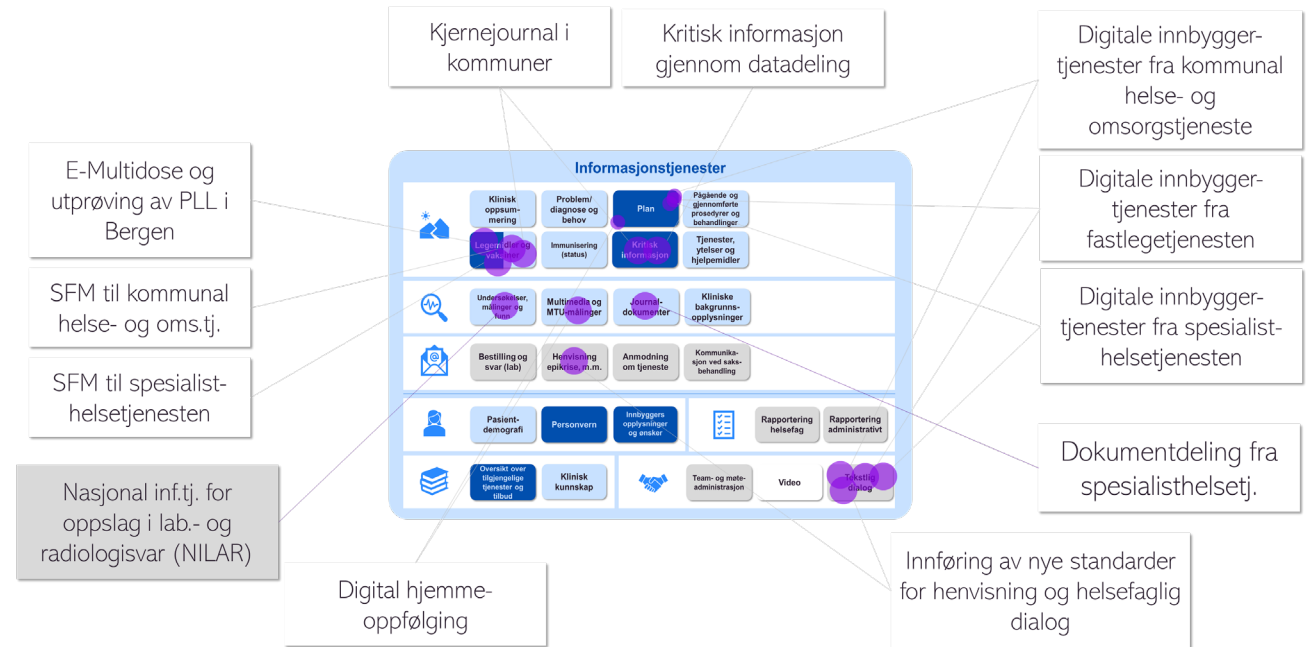 Kjernejournal i
kommuner
Kritisk informasjon
gjennom datadeling
Digitale innbygger-
tjenester fra kommunal
helse- og
omsorgstjeneste
E-Multidose og
utprøving av PLL i
Bergen
Digitale innbygger-
tjenester fra
fastlegetjenesten
SFM til kommunal
helse- og oms.tj.
Digitale innbygger-
tjenester fra spesialist-
helsetjenesten
SFM til spesialist-
helsetjenesten
Dokumentdeling fra
spesialisthelsetj.
Nasjonal inf.tj. for
oppslag i lab.- og
radiologisvar (NILAR)
Digital hjemme-
oppfølging
Innføring av nye standarder
for henvisning og helsefaglig
dialog
Informasjonstjenester
Klinisk
oppsum-
mering
Problem/
diagnose og
behov
Plan
Pågående og
gjennomførte
prosedyrer og
behandlinger
Legemidler og
vaksiner
Immunisering
(status)
Kritisk
informasjon
Tjenester,
ytelser og
hjelpemidler
Undersøkelser,
målinger og
funn
Multimedia og
MTU-målinger
Journal-
dokumenter
Kliniske
bakgrunns-
opplysninger
Bestilling og
svar (lab)
Henvisning
epikrise, m.m.
Anmodning
om tjeneste
Kommunika-
sjon ved saks-
behandling
Pasient-
demografi
Personvern
Innbyggers
opplysninger
og ønsker
Rapportering
helsefag
Rapportering
administrativt
Oversikt over
tilgjengelige
tjenester og
tilbud
Klinisk
kunnskap
Team- og møte-
administrasjon
Video
Tekstlig
dialog